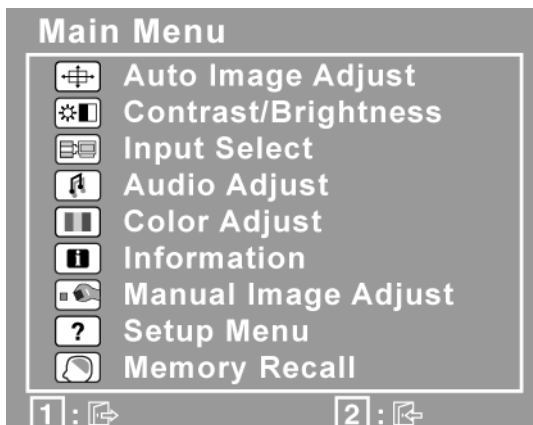 Main Menu
Auto Image Adjust
Contrast/Brightness
Input Select
Audio Adjust
Color Adjust
i Information
Manual Image Adjust
? Setup Menu
Memory Recall
1 : 2 :